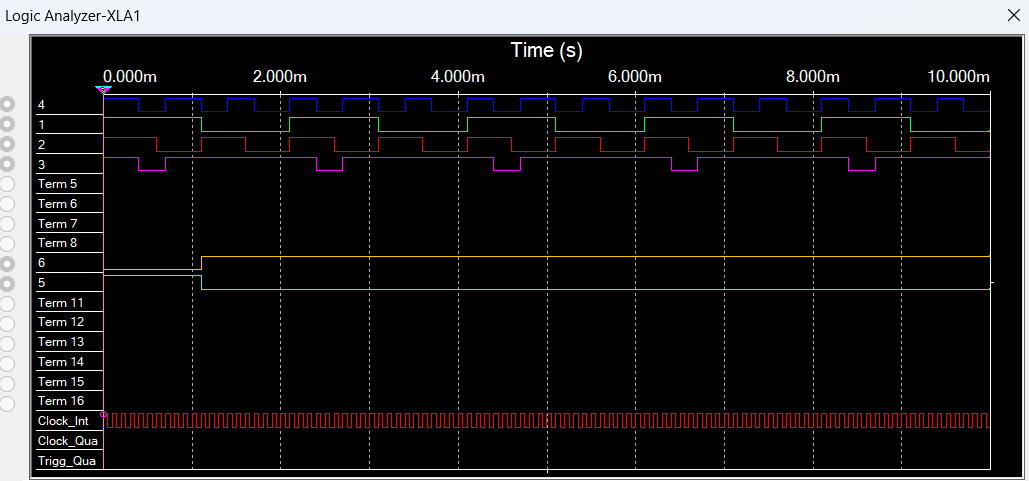 Logic Analyzer-XLA1
Time (s)
0.000m 2.000m 4.000m 6.000m 8.000m 10.000m
4
1
2
3
Term 5
Term 6
Term 7
Term 8
6
5
Term 11
Term 12
Term 13
Term 14
Term 15
Term 16
Clock_Int
Clock_Qua
Trigg_Qua